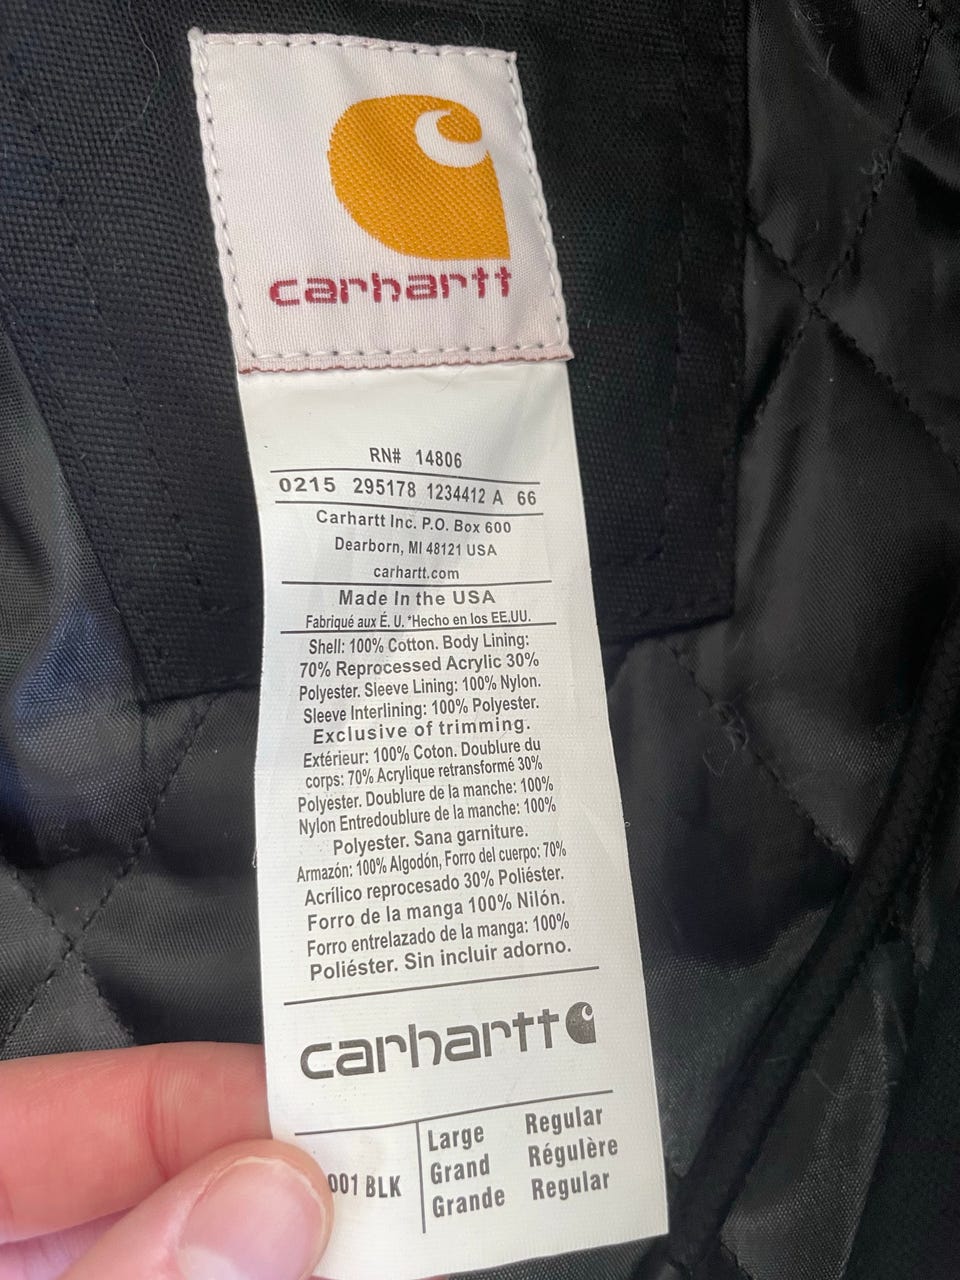 carhartt
RN# 14806
0215 295178 1234412 A 66
Carhartt Inc. P.O. Box 600
Dearborn, MI 48121 USA
carhartt.com
Made In the USA
Fabriqué aux É. U. *Hecho en los EE.UU.
Shell: 100% Cotton. Body Lining:
70% Reprocessed Acrylic 30%
Polyester. Sleeve Lining: 100% Nylon.
Sleeve Interlining: 100% Polyester.
Exclusive of trimming.
Extérieur: 100% Coton. Doublure du
corps: 70% Acrylique retransformé 30%
Polyester. Doublure de la manche: 100%
Nylon Entredoublure de la manche: 100%
Polyester. Sana garniture.
Armazón: 100% Algodón, Forro del cuerpo: 70%
Acrílico reprocesado 30% Poliéster.
Forro de la manga 100% Nilón.
Forro entrelazado de la manga: 100%
Poliéster. Sin incluir adorno.
carhartt
001 BLK
Large Regular
Grand Régulère
Grande Regular